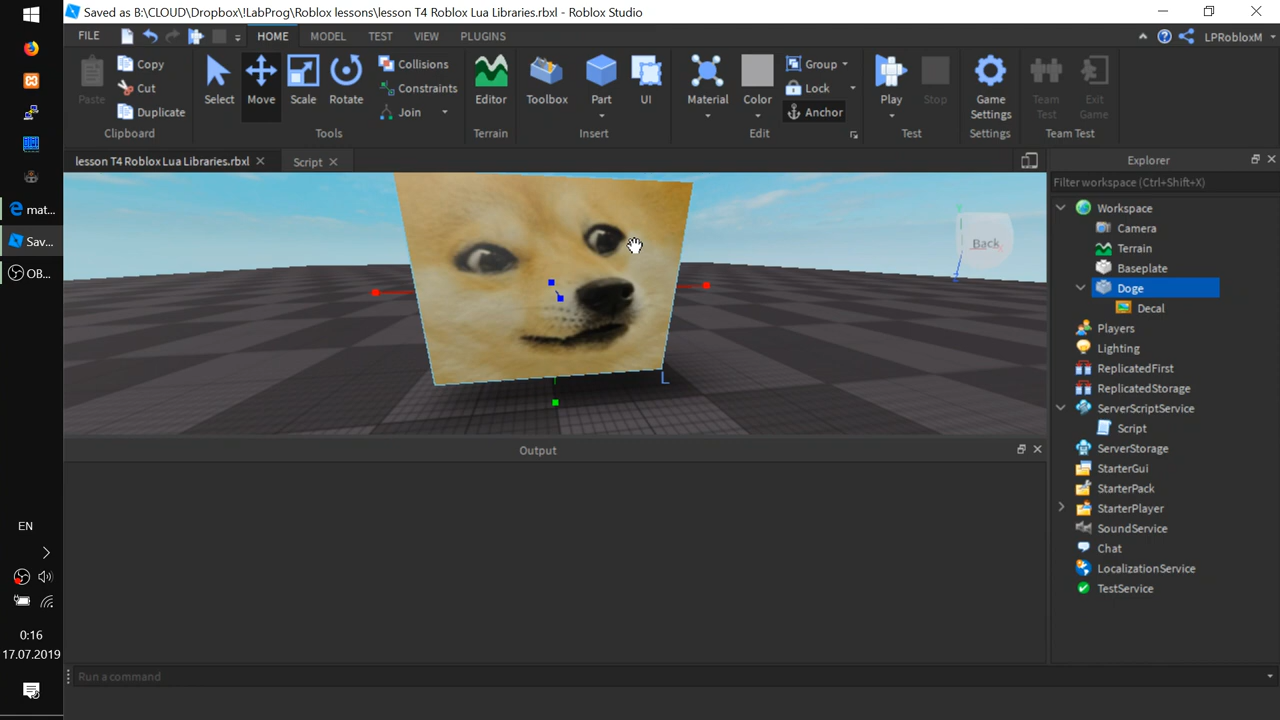 Saved as B:\CLOUD\Dropbox\!LabProg\Roblox lessons\lesson T4 Roblox Lua Libraries.rbxl - Roblox Studio
FILE HOME MODEL TEST VIEW PLUGINS LPRobloxM
Paste
Copy
Cut
Duplicate
Clipboard
Select
Move
Scale
Rotate
Collisions
Constraints
Join
Tools
Editor
Terrain
Toolbox
Part
UI
Insert
Material
Color
Group
Lock
Anchor
Edit
Play
Stop
Test
Game
Settings
Settings
Team
Test
Exit
Game
Team Test
lesson T4 Roblox Lua Libraries.rbxl
Script
Back
Output
Run a command
Explorer
Filter workspace (Ctrl+Shift+X)
Workspace
Camera
Terrain
Baseplate
Doge
Decal
Players
Lighting
ReplicatedFirst
ReplicatedStorage
ServerScriptService
Script
ServerStorage
StarterGui
StarterPack
StarterPlayer
SoundService
Chat
LocalizationService
TestService
mat...
Sav...
OB...
EN
0:16
17.07.2019